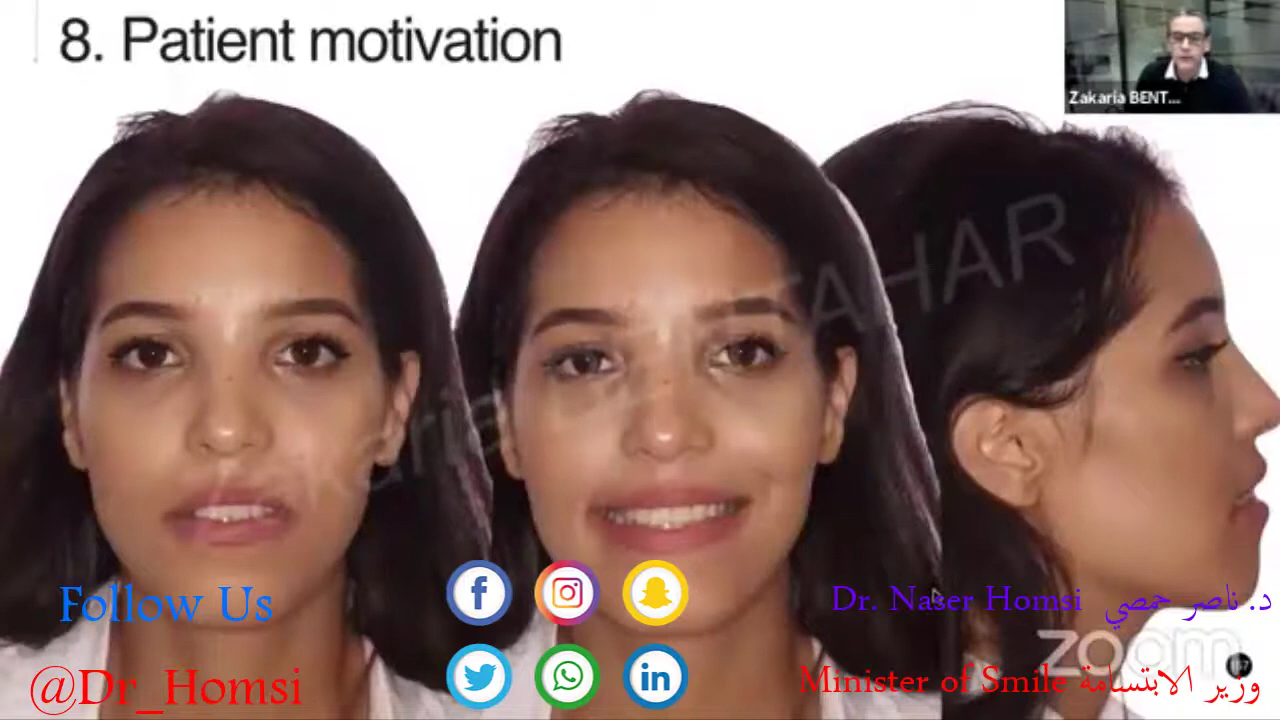 8. Patient motivation
Zakaria BENT...
TAHAR
Follow Us
Dr. Naser Homsi د. ناصر حمصي
zoom
@Dr_Homsi
Minister of Smile وزير الابتسامة